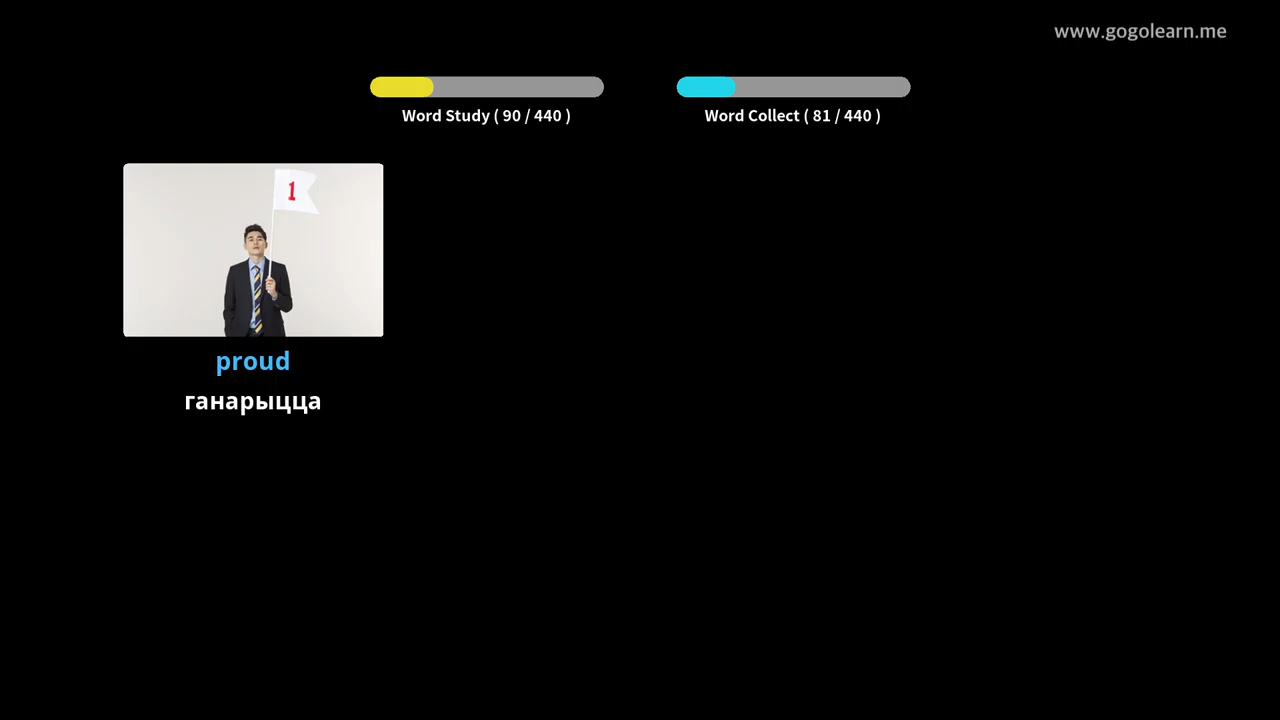 www.gogolearn.me
Word Study ( 90 / 440 )
Word Collect ( 81 / 440 )
1
proud
ганарыцца